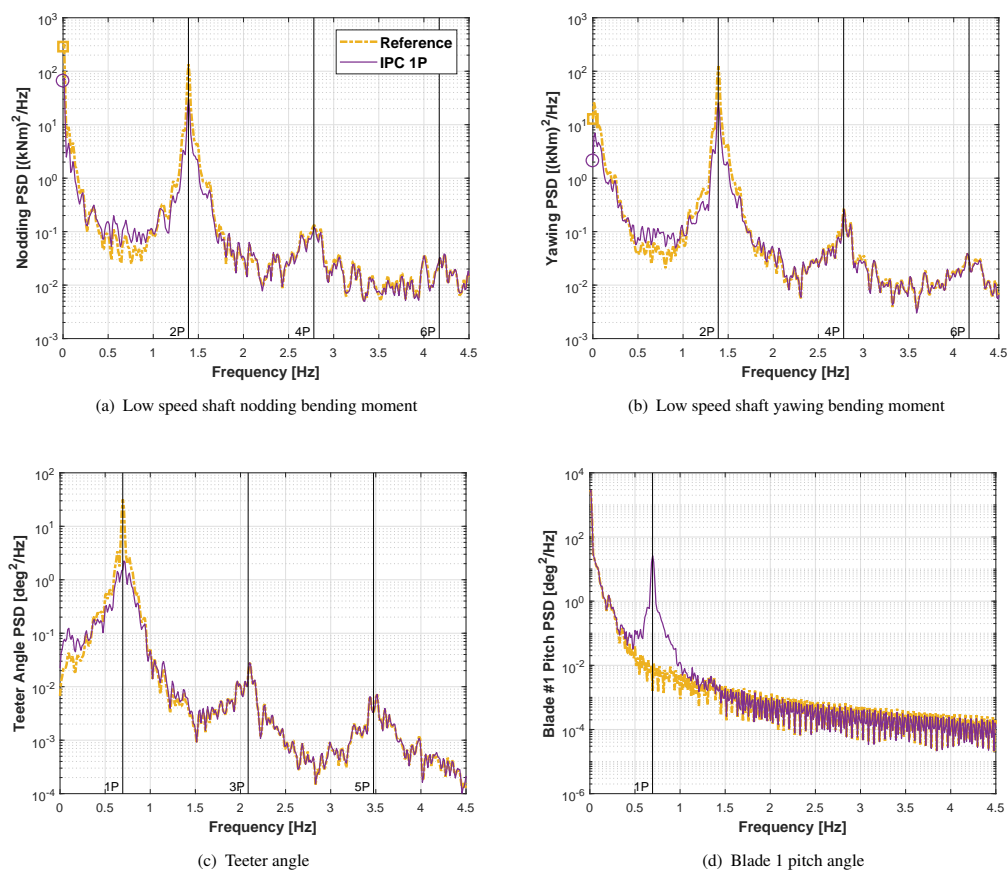 10^3
10^2
10^1
10^0
10^-1
10^-2
10^-3
Nodding PSD [(kNm)^2/Hz]
Reference
IPC 1P
2P
4P
6P
0 0.5 1 1.5 2 2.5 3 3.5 4 4.5
Frequency [Hz]
(a) Low speed shaft nodding bending moment
10^3
10^2
10^1
10^0
10^-1
10^-2
10^-3
Yawing PSD [(kNm)^2/Hz]
2P
4P
6P
0 0.5 1 1.5 2 2.5 3 3.5 4 4.5
Frequency [Hz]
(b) Low speed shaft yawing bending moment
10^2
10^1
10^0
10^-1
10^-2
10^-3
10^-4
Teeter Angle PSD [deg^2/Hz]
1P
3P
5P
0 0.5 1 1.5 2 2.5 3 3.5 4 4.5
Frequency [Hz]
(c) Teeter angle
10^4
10^2
10^0
10^-2
10^-4
10^-6
Blade #1 Pitch PSD [deg^2/Hz]
1P
0 0.5 1 1.5 2 2.5 3 3.5 4 4.5
Frequency [Hz]
(d) Blade 1 pitch angle